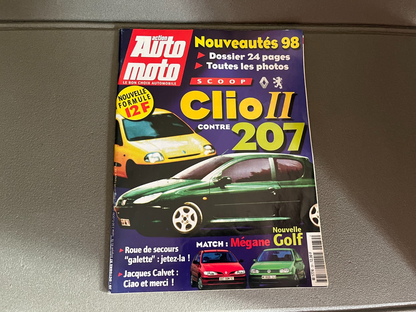 action
Auto
moto
LE BON CHOIX AUTOMOBILE
Nouveautés 98
Dossier 24 pages
Toutes les photos
SCOOP
NOUVELLE
FORMULE
12F
Clio II
CONTRE
207
Roue de secours
"galette" : jetez-la !
Jacques Calvet :
Ciao et merci !
MATCH : Mégane
Nouvelle
Golf